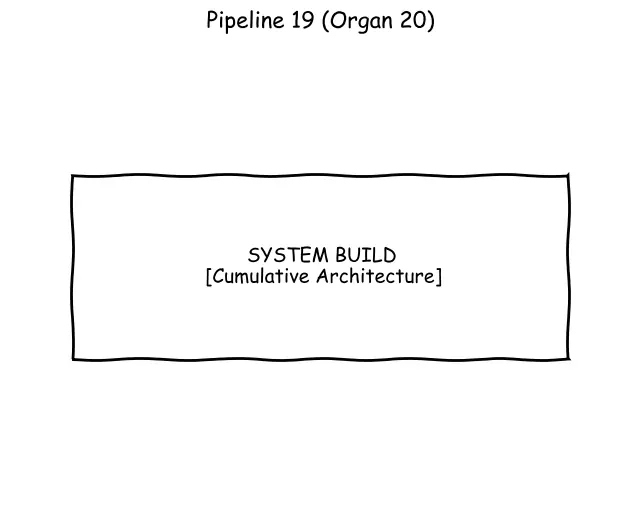 Pipeline 19 (Organ 20)
SYSTEM BUILD
[Cumulative Architecture]